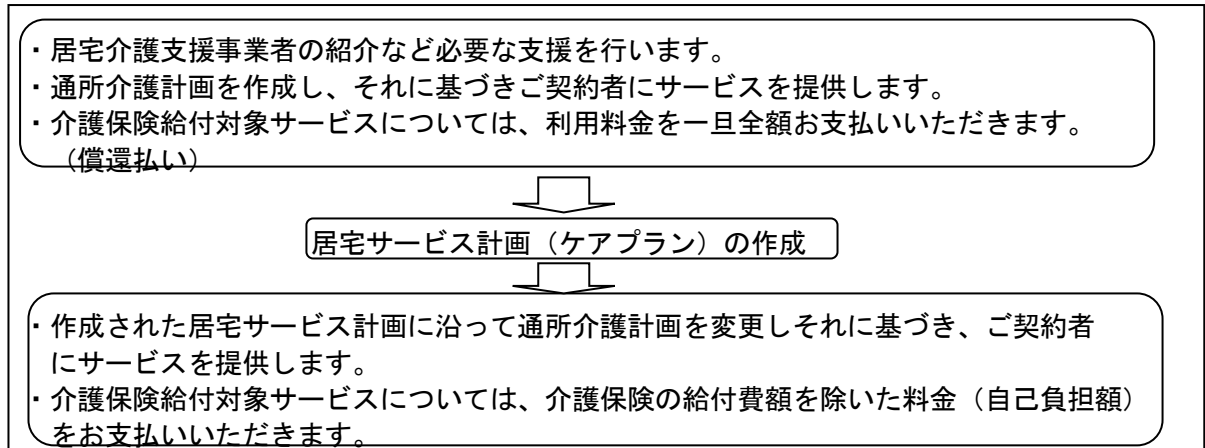 ・居宅介護支援事業者の紹介など必要な支援を行います。
・通所介護計画を作成し、それに基づきご契約者にサービスを提供します。
・介護保険給付対象サービスについては、利用料金を一旦全額お支払いいただきます。
（償還払い）
居宅サービス計画（ケアプラン）の作成
・作成された居宅サービス計画に沿って通所介護計画を変更しそれに基づき、ご契約者
にサービスを提供します。
・介護保険給付対象サービスについては、介護保険の給付費額を除いた料金（自己負担額）
をお支払いいただきます。